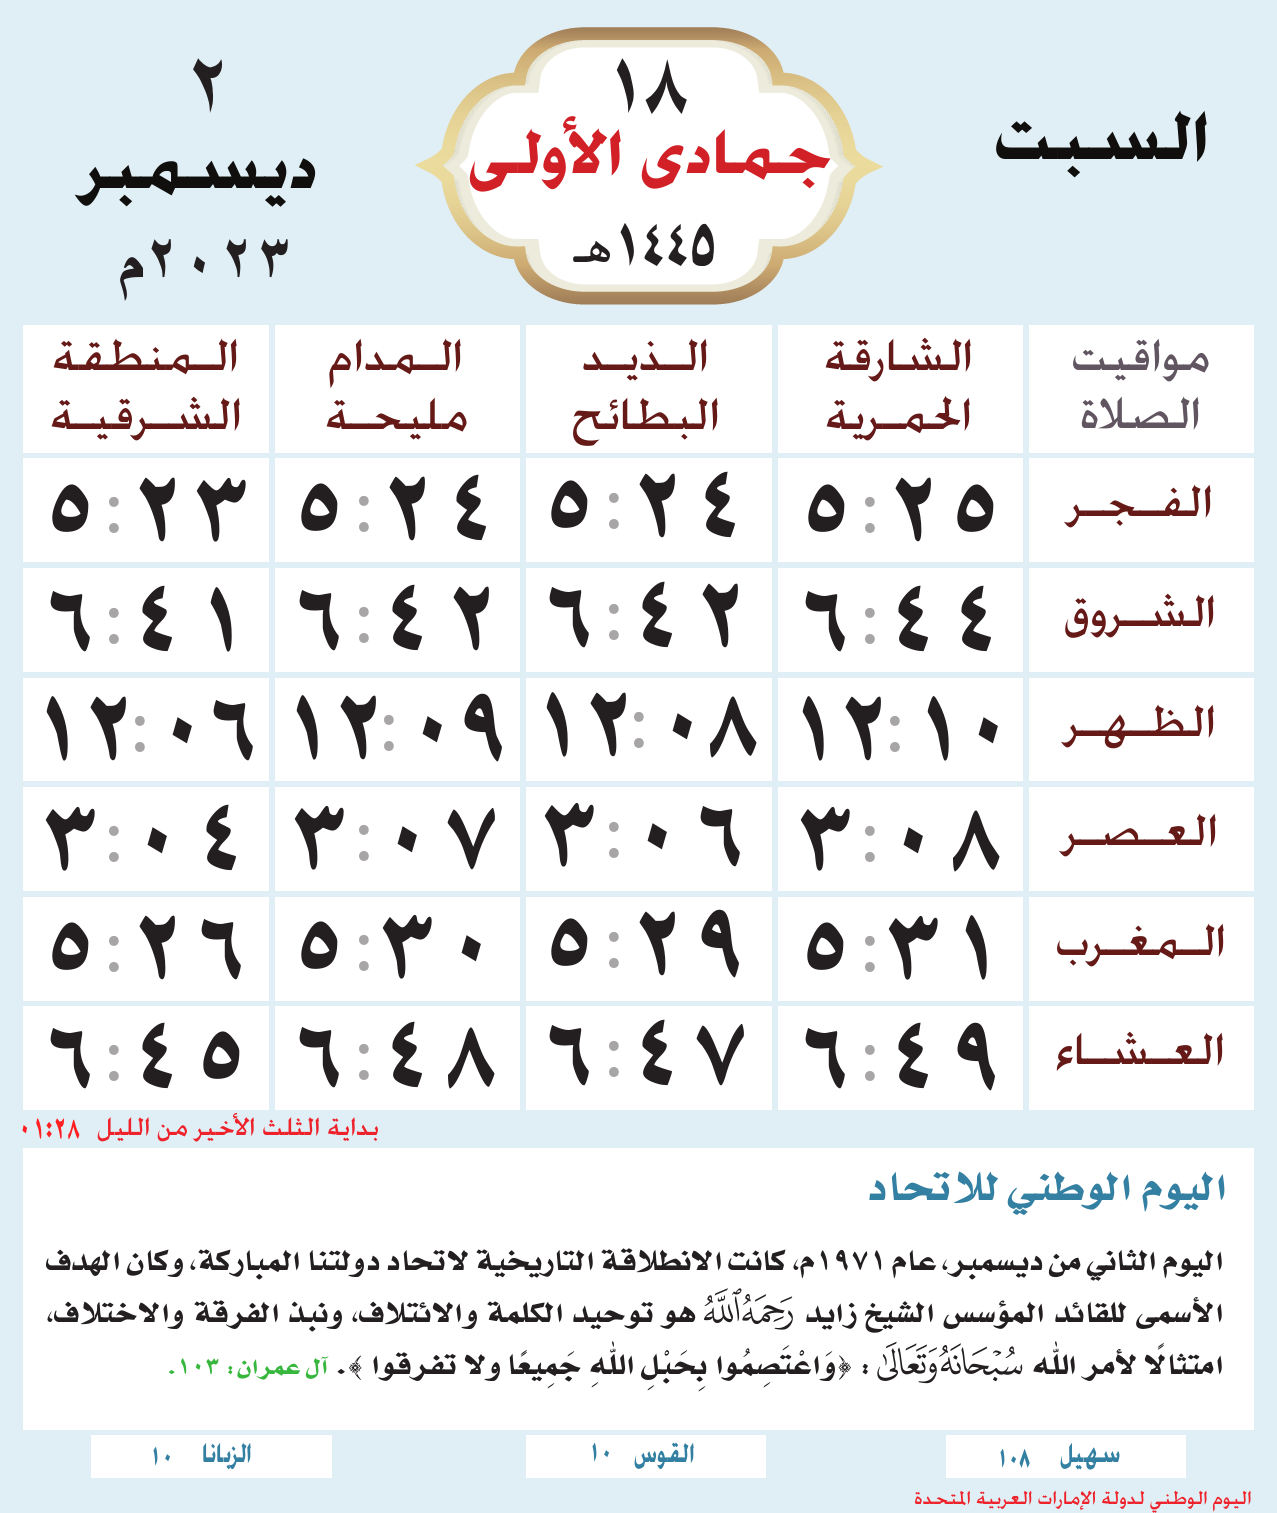 السبت
١٨
جمادى الأولى
١٤٤٥هـ
٢
ديسمبر
٢٠٢٣م
مواقيت الصلاة | الشارقة الحمرية | الذيد البطائح | المدام مليحة | المنطقة الشرقية
الفجر | ٥:٢٥ | ٥:٢٤ | ٥:٢٤ | ٥:٢٣
الشروق | ٦:٤٤ | ٦:٤٢ | ٦:٤٢ | ٦:٤١
الظهر | ١٢:١٠ | ١٢:٠٨ | ١٢:٠٩ | ١٢:٠٦
العصر | ٣:٠٨ | ٣:٠٦ | ٣:٠٧ | ٣:٠٤
المغرب | ٥:٣١ | ٥:٢٩ | ٥:٣٠ | ٥:٢٦
العشاء | ٦:٤٩ | ٦:٤٧ | ٦:٤٨ | ٦:٤٥
بداية الثلث الأخير من الليل ٠١:٢٨
اليوم الوطني للاتحاد
اليوم الثاني من ديسمبر، عام ١٩٧١م، كانت الانطلاقة التاريخية لاتحاد دولتنا المباركة، وكان الهدف
الأسمى للقائد المؤسس الشيخ زايد رَحِمَهُ ٱللَّهُ هو توحيد الكلمة والائتلاف، ونبذ الفرقة والاختلاف،
امتثالًا لأمر الله سُبْحَانَهُ وَتَعَالَىٰ : ﴿وَاعْتَصِمُوا بِحَبْلِ اللهِ جَمِيعًا ولا تفرقوا ﴾. آل عمران: ١٠٣.
سهيل ١٠٨
القوس ١٠
الزبانا ١٠
اليوم الوطني لدولة الإمارات العربية المتحدة